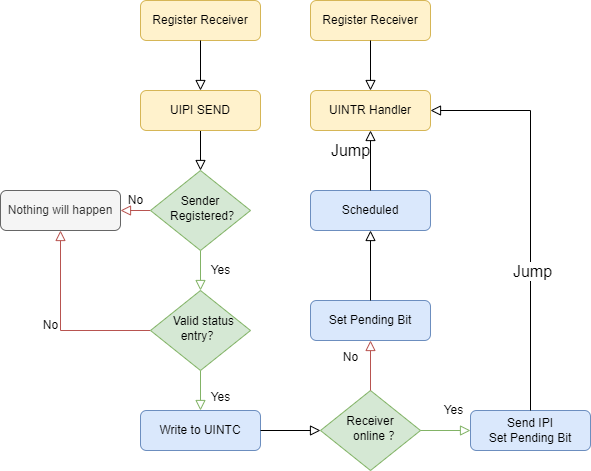 Register Receiver
Register Receiver
UIPI SEND
UINTR Handler
Jump
Sender
Registered?
No
Nothing will happen
Scheduled
Yes
Jump
Valid status
entry?
No
Set Pending Bit
No
Yes
Write to UINTC
Receiver
online ?
Yes
Send IPI
Set Pending Bit